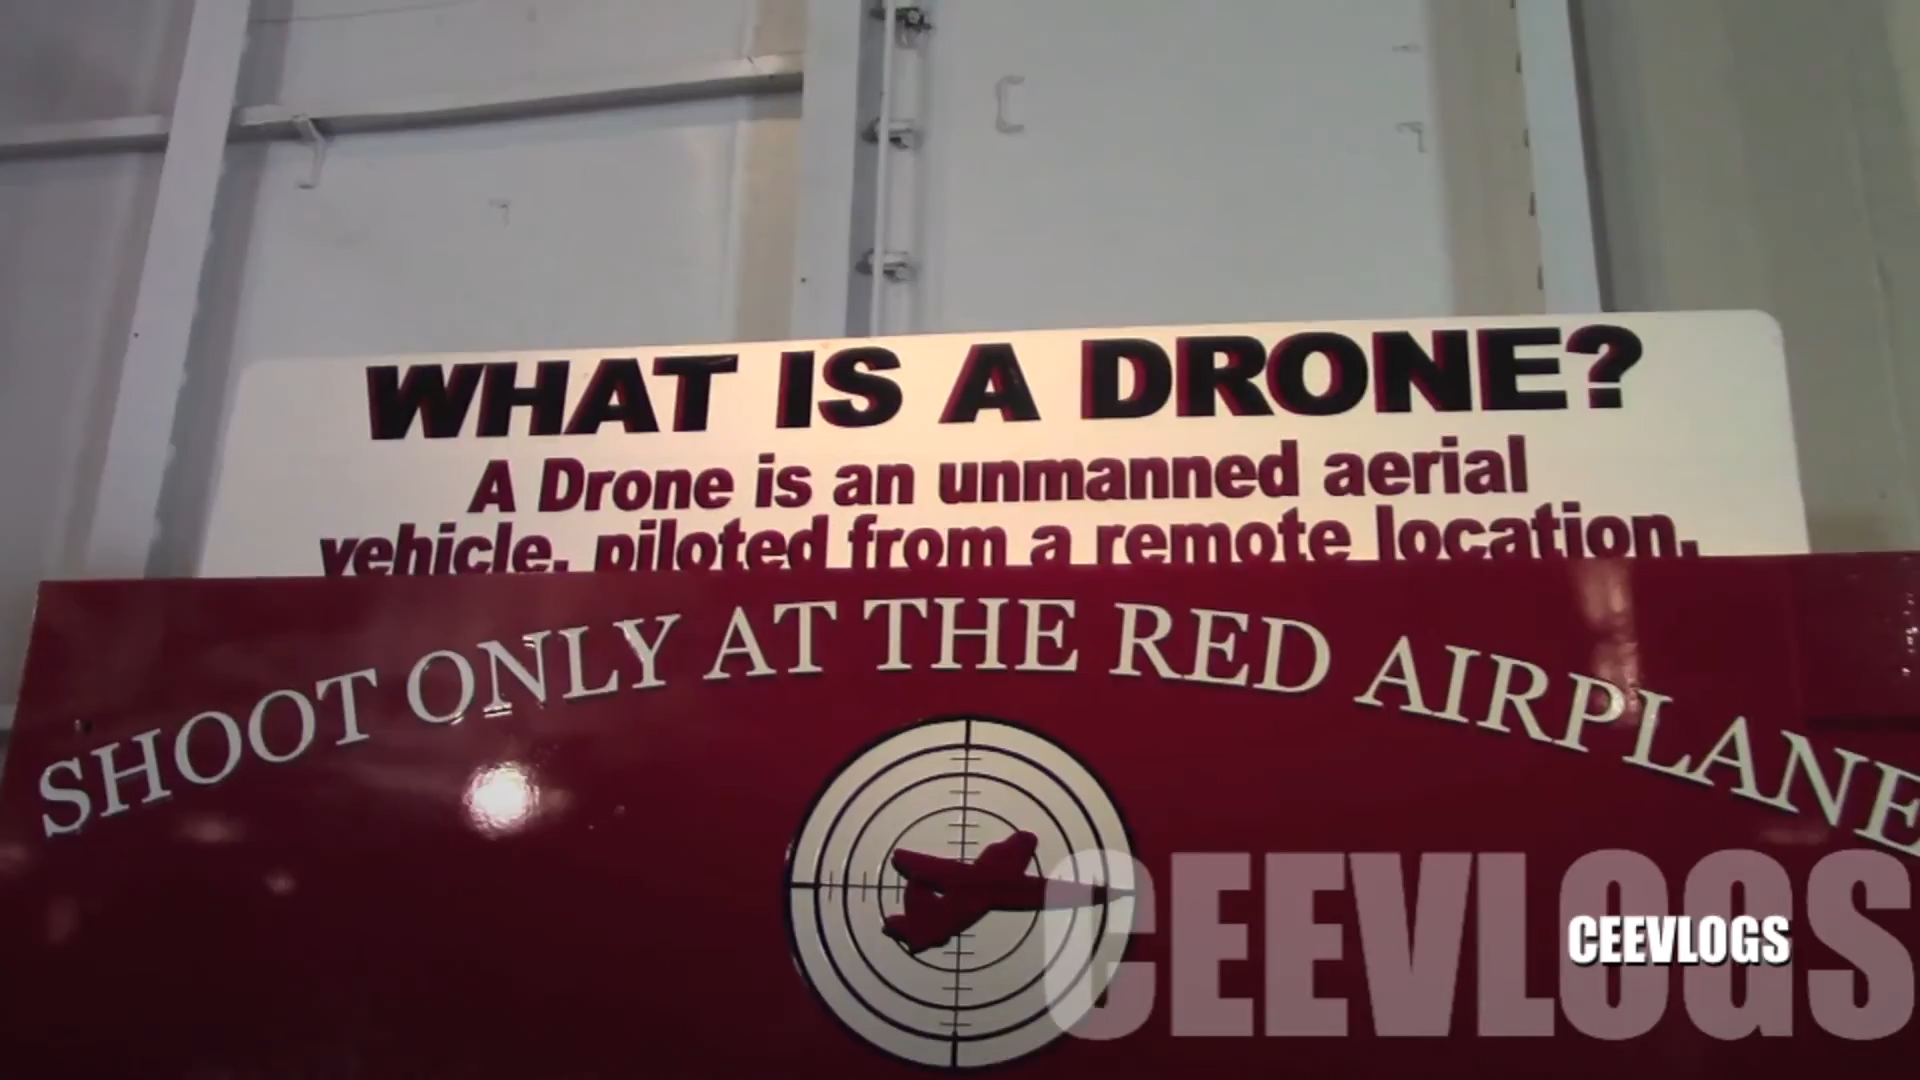 WHAT IS A DRONE?
A Drone is an unmanned aerial
vehicle, piloted from a remote location.
SHOOT ONLY AT THE RED AIRPLANE
CEEVLOGS
CEEVLOGS